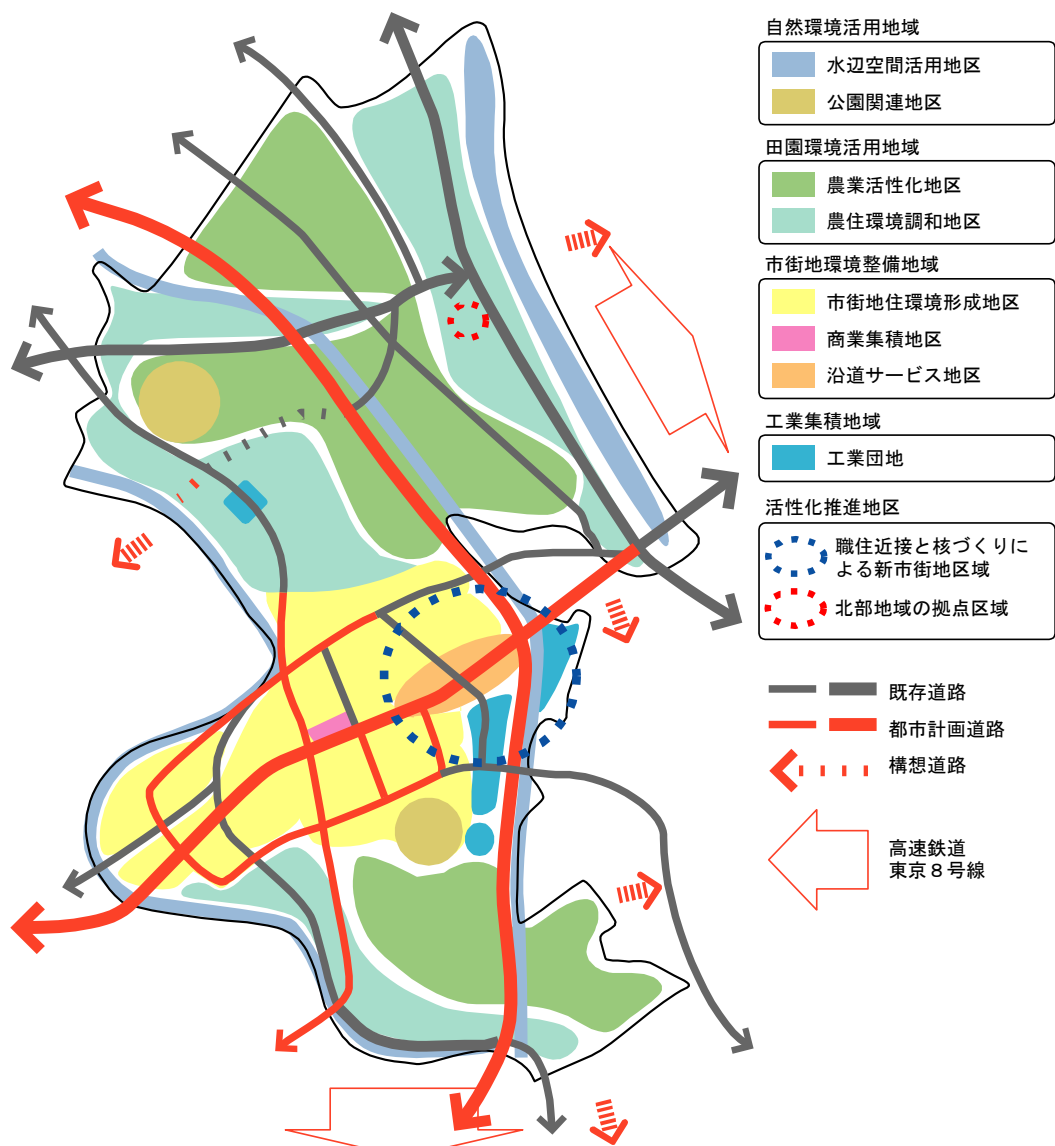 自然環境活用地域
水辺空間活用地区
公園関連地区
田園環境活用地域
農業活性化地区
農住環境調和地区
市街地環境整備地域
市街地住環境形成地区
商業集積地区
沿道サービス地区
工業集積地域
工業団地
活性化推進地区
職住近接と核づくりに
よる新市街地区域
北部地域の拠点区域
既存道路
都市計画道路
構想道路
高速鉄道
東京８号線